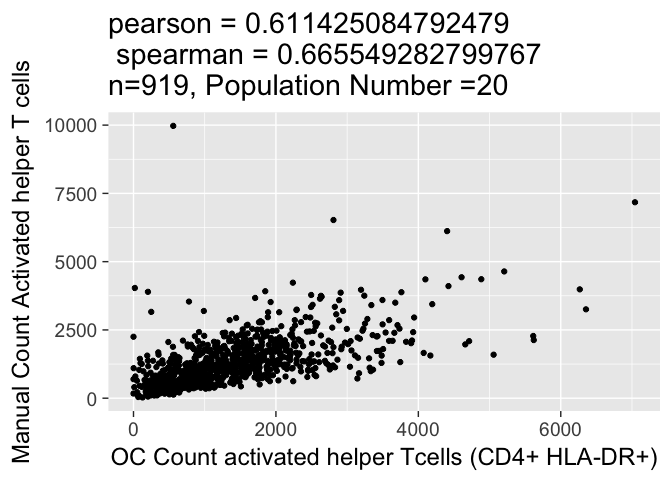 pearson = 0.611425084792479
spearman = 0.665549282799767
n=919, Population Number =20
Manual Count Activated helper T cells
10000
7500
5000
2500
0
0
2000
4000
6000
OC Count activated helper Tcells (CD4+ HLA-DR+)